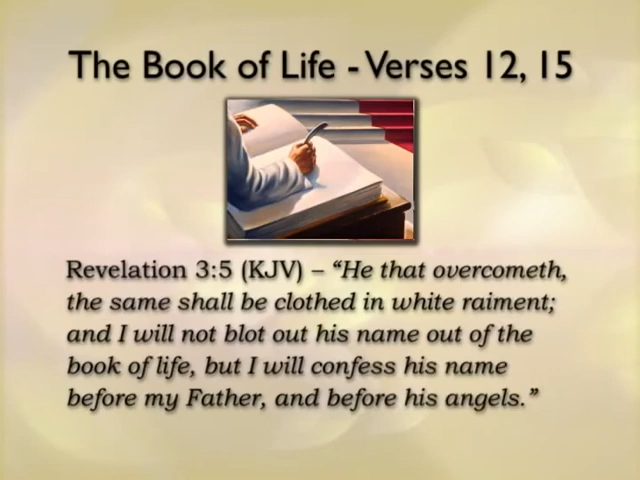 The Book of Life - Verses 12, 15
Revelation 3:5 (KJV) – “He that overcometh,
the same shall be clothed in white raiment;
and I will not blot out his name out of the
book of life, but I will confess his name
before my Father, and before his angels.”